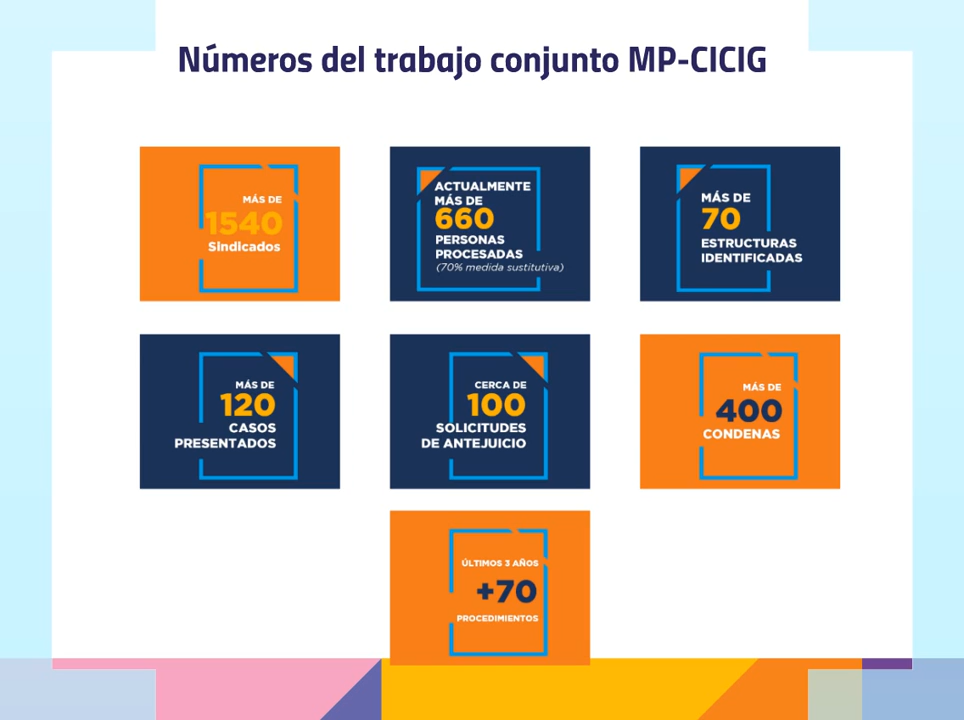 Números del trabajo conjunto MP-CICIG
MÁS DE
1540
Sindicados
ACTUALMENTE
MÁS DE
660
PERSONAS
PROCESADAS
(70% medida sustitutiva)
MÁS DE
70
ESTRUCTURAS
IDENTIFICADAS
MÁS DE
120
CASOS
PRESENTADOS
CERCA DE
100
SOLICITUDES
DE ANTEJUICIO
MÁS DE
400
CONDENAS
ÚLTIMOS 3 AÑOS
+70
PROCEDIMIENTOS